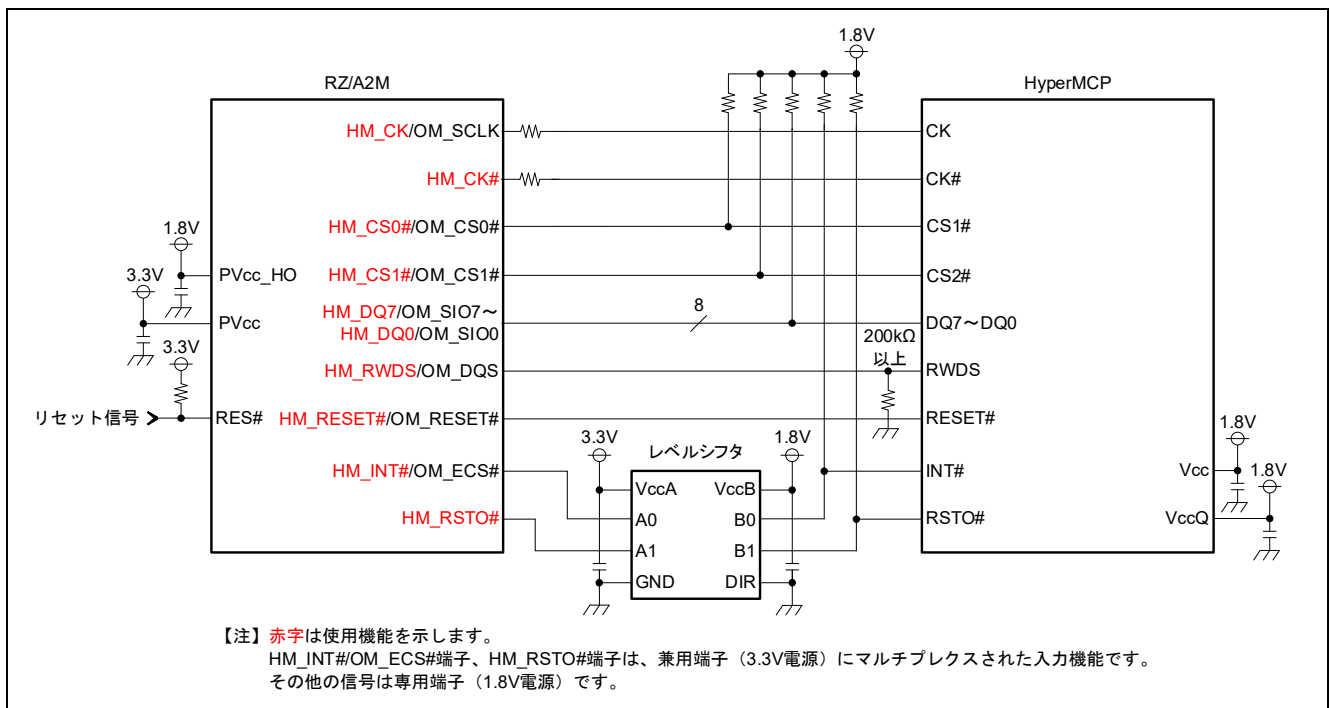 1.8V
RZ/A2M
HyperMCP
HM_CK/OM_SCLK
CK
HM_CK#
CK#
HM_CS0#/OM_CS0#
CS1#
1.8V
PVcc_HO
HM_CS1#/OM_CS1#
CS2#
3.3V
PVcc
HM_DQ7/OM_SIO7~
HM_DQ0/OM_SIO0
8
DQ7~DQ0
3.3V
200kΩ
以上
HM_RWDS/OM_DQS
RWDS
リセット信号
RES#
HM_RESET#/OM_RESET#
RESET#
3.3V
レベルシフタ
1.8V
HM_INT#/OM_ECS#
INT#
1.8V
Vcc
1.8V
VccA
VccB
HM_RSTO#
A0
B0
RSTO#
VccQ
A1
B1
GND
DIR
【注】赤字は使用機能を示します。
HM_INT#/OM_ECS#端子、HM_RSTO#端子は、兼用端子（3.3V電源）にマルチプレクスされた入力機能です。
その他の信号は専用端子（1.8V電源）です。